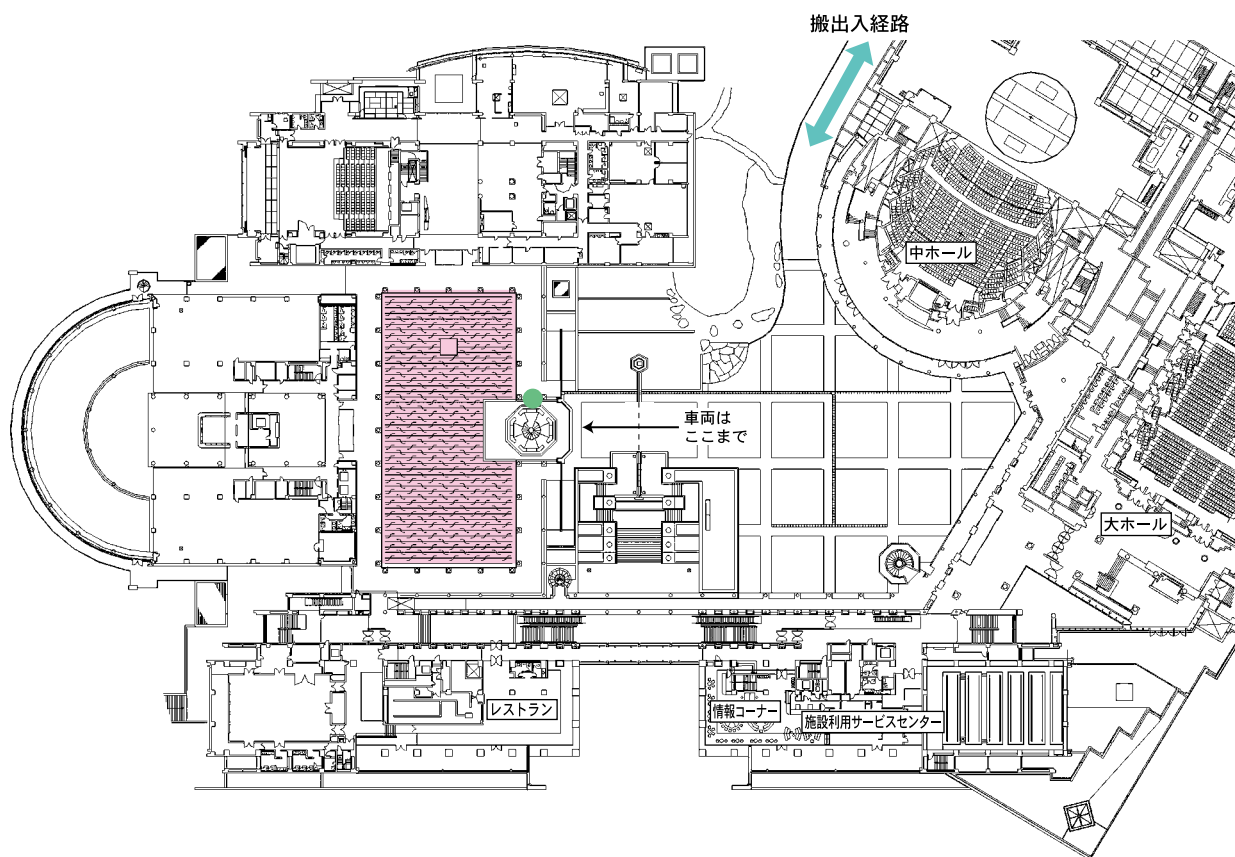 搬出入経路
中ホール
車両は
ここまで
大ホール
レストラン
情報コーナー
施設利用サービスセンター